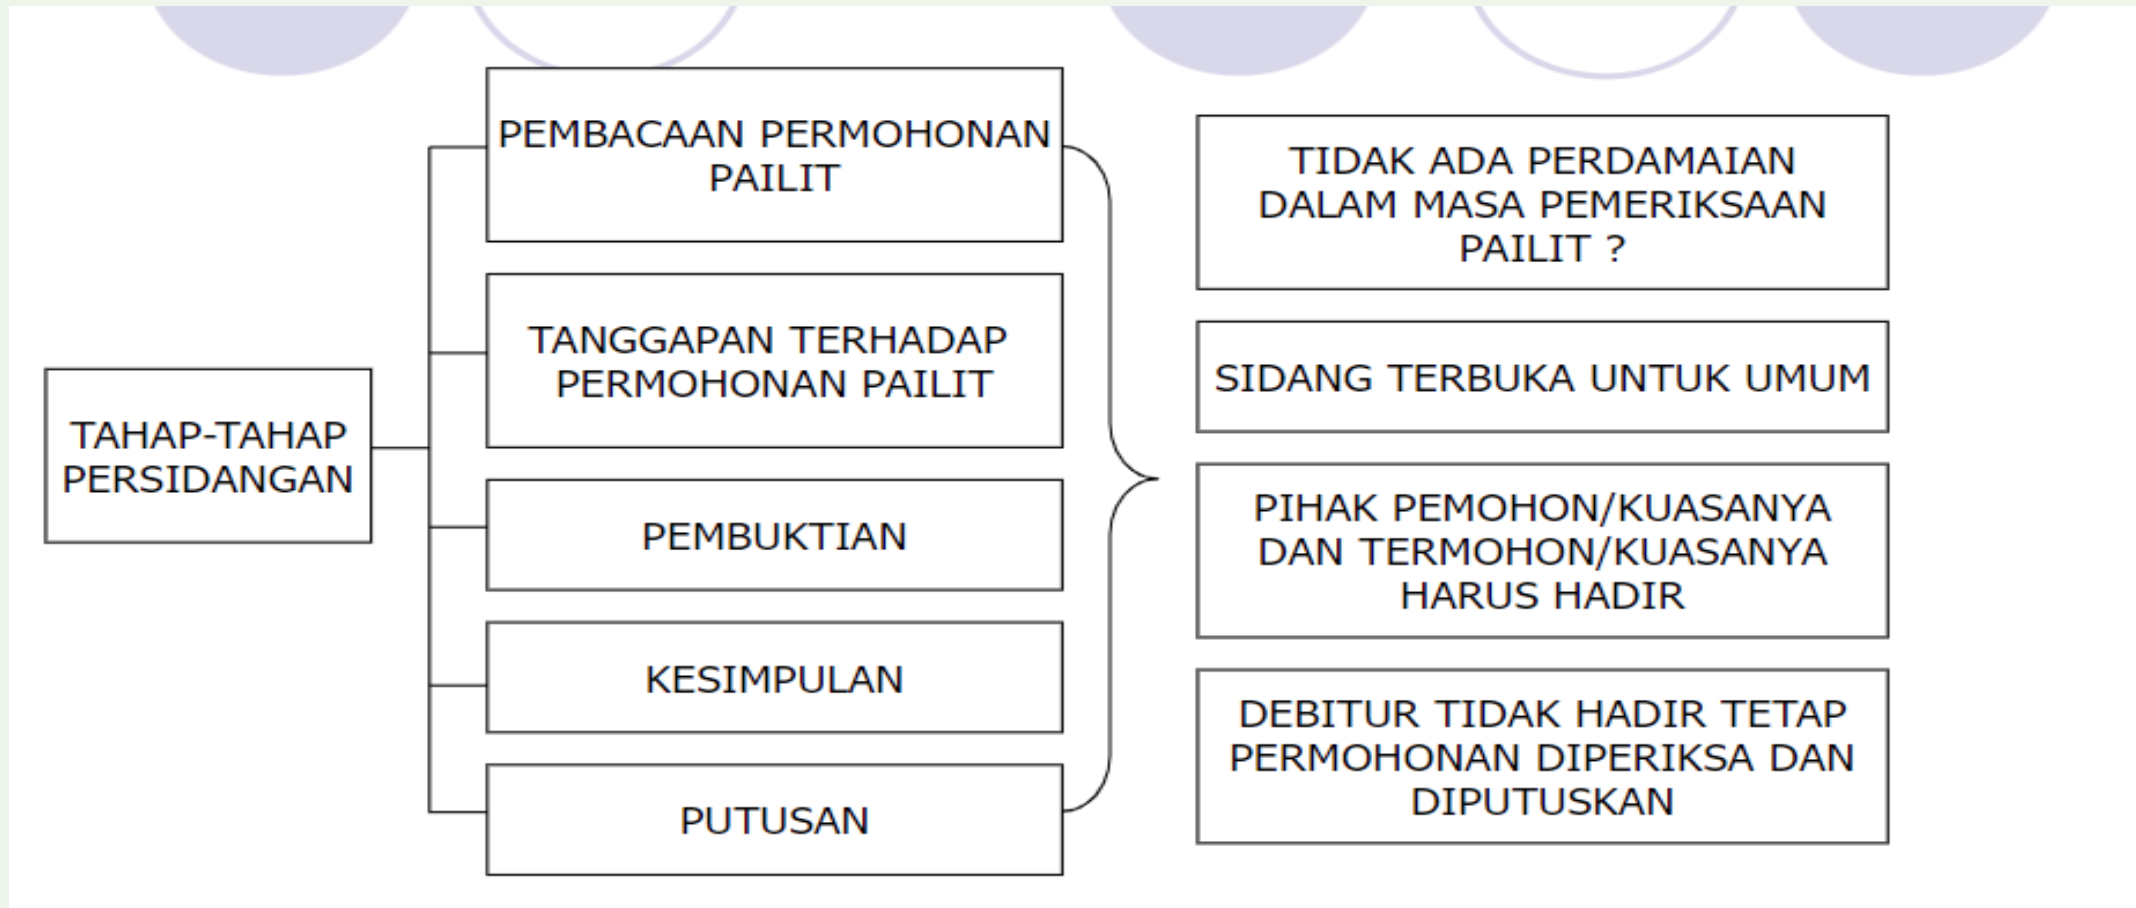 TAHAP-TAHAP
PERSIDANGAN
PEMBACAAN PERMOHONAN
PAILIT
TANGGAPAN TERHADAP
PERMOHONAN PAILIT
PEMBUKTIAN
KESIMPULAN
PUTUSAN
TIDAK ADA PERDAMAIAN
DALAM MASA PEMERIKSAAN
PAILIT ?
SIDANG TERBUKA UNTUK UMUM
PIHAK PEMOHON/KUASANYA
DAN TERMOHON/KUASANYA
HARUS HADIR
DEBITUR TIDAK HADIR TETAP
PERMOHONAN DIPERIKSA DAN
DIPUTUSKAN